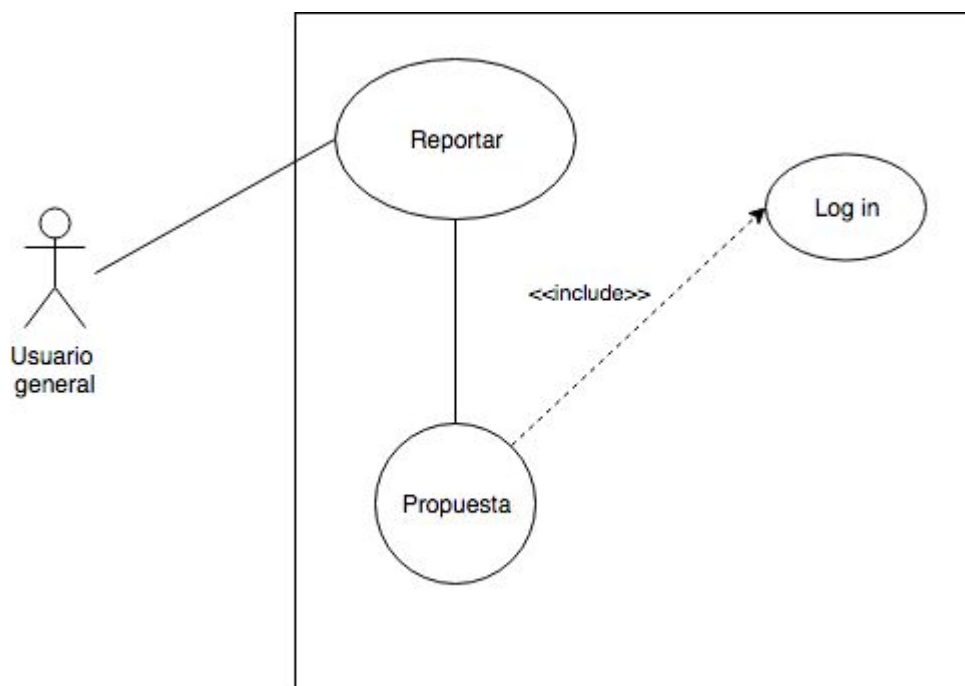 Reportar
Log in
<<include>>
Usuario
general
Propuesta